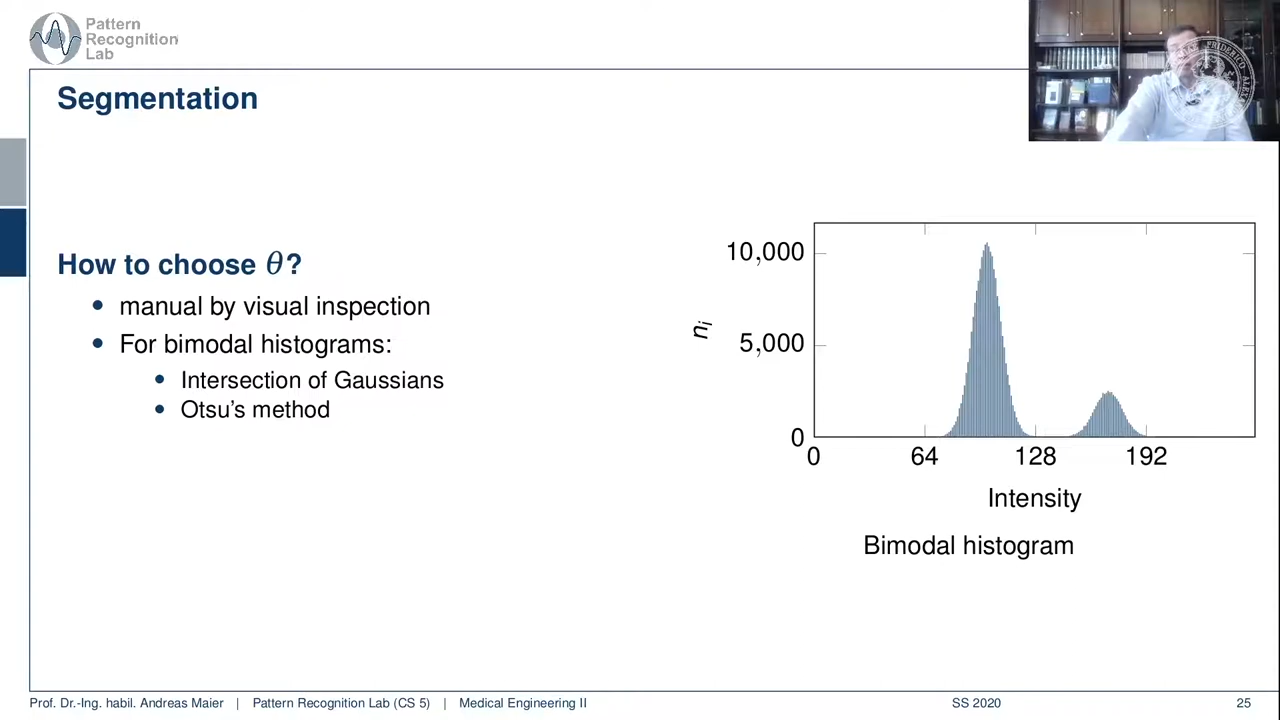 Pattern
Recognition
Lab
Segmentation
How to choose θ?
• manual by visual inspection
• For bimodal histograms:
• Intersection of Gaussians
• Otsu's method
10,000
5,000
0
n_i
0 64 128 192
Intensity
Bimodal histogram
Prof. Dr.-Ing. habil. Andreas Maier | Pattern Recognition Lab (CS 5) | Medical Engineering II SS 2020 25